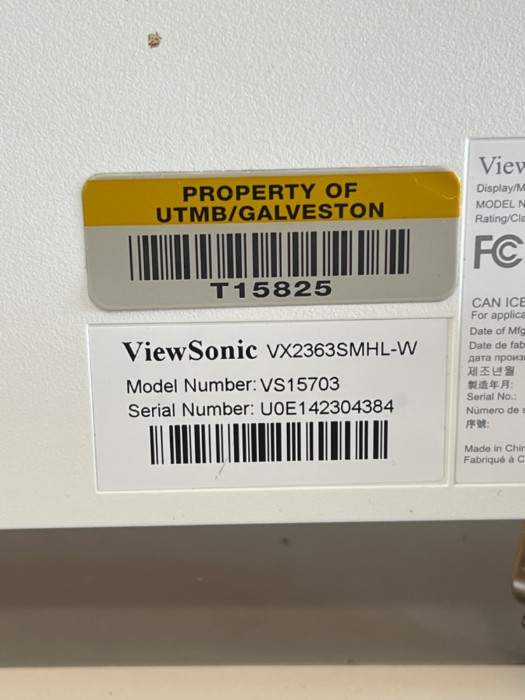 PROPERTY OF
UTMB/GALVESTON
T15825
ViewSonic VX2363SMHL-W
Model Number: VS15703
Serial Number: U0E142304384
Display/M
MODEL N
Rating/Cla
FC
CAN ICE
For applica
Date of Mfg
Date de fab
дата произ
제조년월
製造年月:
Serial No.:
Número de s
序號:
Made in Chin
Fabriqué à C